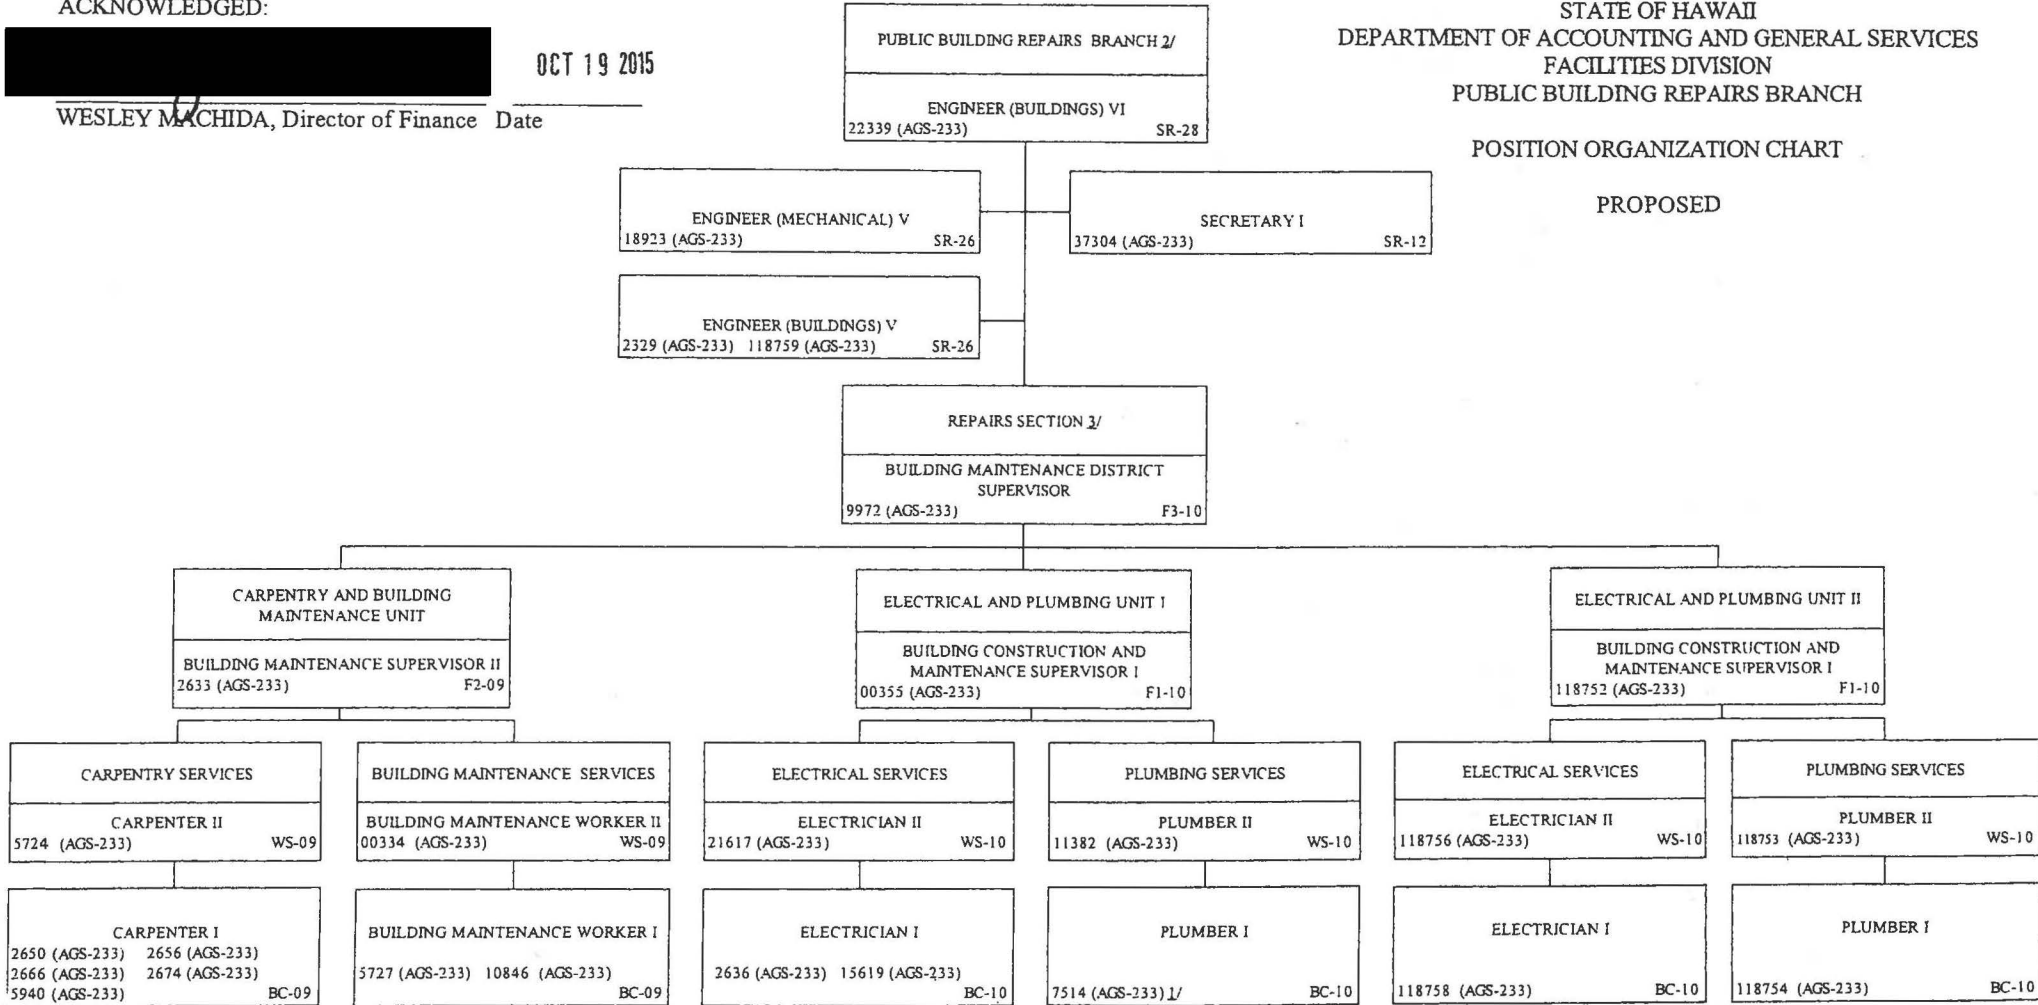 ACKNOWLEDGED:
OCT 19 2015
WESLEY MACHIDA, Director of Finance Date
STATE OF HAWAII
DEPARTMENT OF ACCOUNTING AND GENERAL SERVICES
FACILITIES DIVISION
PUBLIC BUILDING REPAIRS BRANCH
POSITION ORGANIZATION CHART
PROPOSED
PUBLIC BUILDING REPAIRS BRANCH 2/
ENGINEER (BUILDINGS) VI
22339 (AGS-233) SR-28
ENGINEER (MECHANICAL) V
18923 (AGS-233) SR-26
SECRETARY I
37304 (AGS-233) SR-12
ENGINEER (BUILDINGS) V
2329 (AGS-233) 118759 (AGS-233) SR-26
REPAIRS SECTION 3/
BUILDING MAINTENANCE DISTRICT
SUPERVISOR
9972 (AGS-233) F3-10
CARPENTRY AND BUILDING
MAINTENANCE UNIT
BUILDING MAINTENANCE SUPERVISOR II
2633 (AGS-233) F2-09
ELECTRICAL AND PLUMBING UNIT I
BUILDING CONSTRUCTION AND
MAINTENANCE SUPERVISOR I
00355 (AGS-233) F1-10
ELECTRICAL AND PLUMBING UNIT II
BUILDING CONSTRUCTION AND
MAINTENANCE SUPERVISOR I
118752 (AGS-233) F1-10
CARPENTRY SERVICES
CARPENTER II
5724 (AGS-233) WS-09
BUILDING MAINTENANCE SERVICES
BUILDING MAINTENANCE WORKER II
00334 (AGS-233) WS-09
ELECTRICAL SERVICES
ELECTRICIAN II
21617 (AGS-233) WS-10
PLUMBING SERVICES
PLUMBER II
11382 (AGS-233) WS-10
ELECTRICAL SERVICES
ELECTRICIAN II
118756 (AGS-233) WS-10
PLUMBING SERVICES
PLUMBER II
118753 (AGS-233) WS-10
CARPENTER I
2650 (AGS-233) 2656 (AGS-233)
2666 (AGS-233) 2674 (AGS-233)
5940 (AGS-233) BC-09
BUILDING MAINTENANCE WORKER I
5727 (AGS-233) 10846 (AGS-233)
BC-09
ELECTRICIAN I
2636 (AGS-233) 15619 (AGS-233)
BC-10
PLUMBER I
7514 (AGS-233) 1/ BC-10
ELECTRICIAN I
118758 (AGS-233) BC-10
PLUMBER I
118754 (AGS-233) BC-10